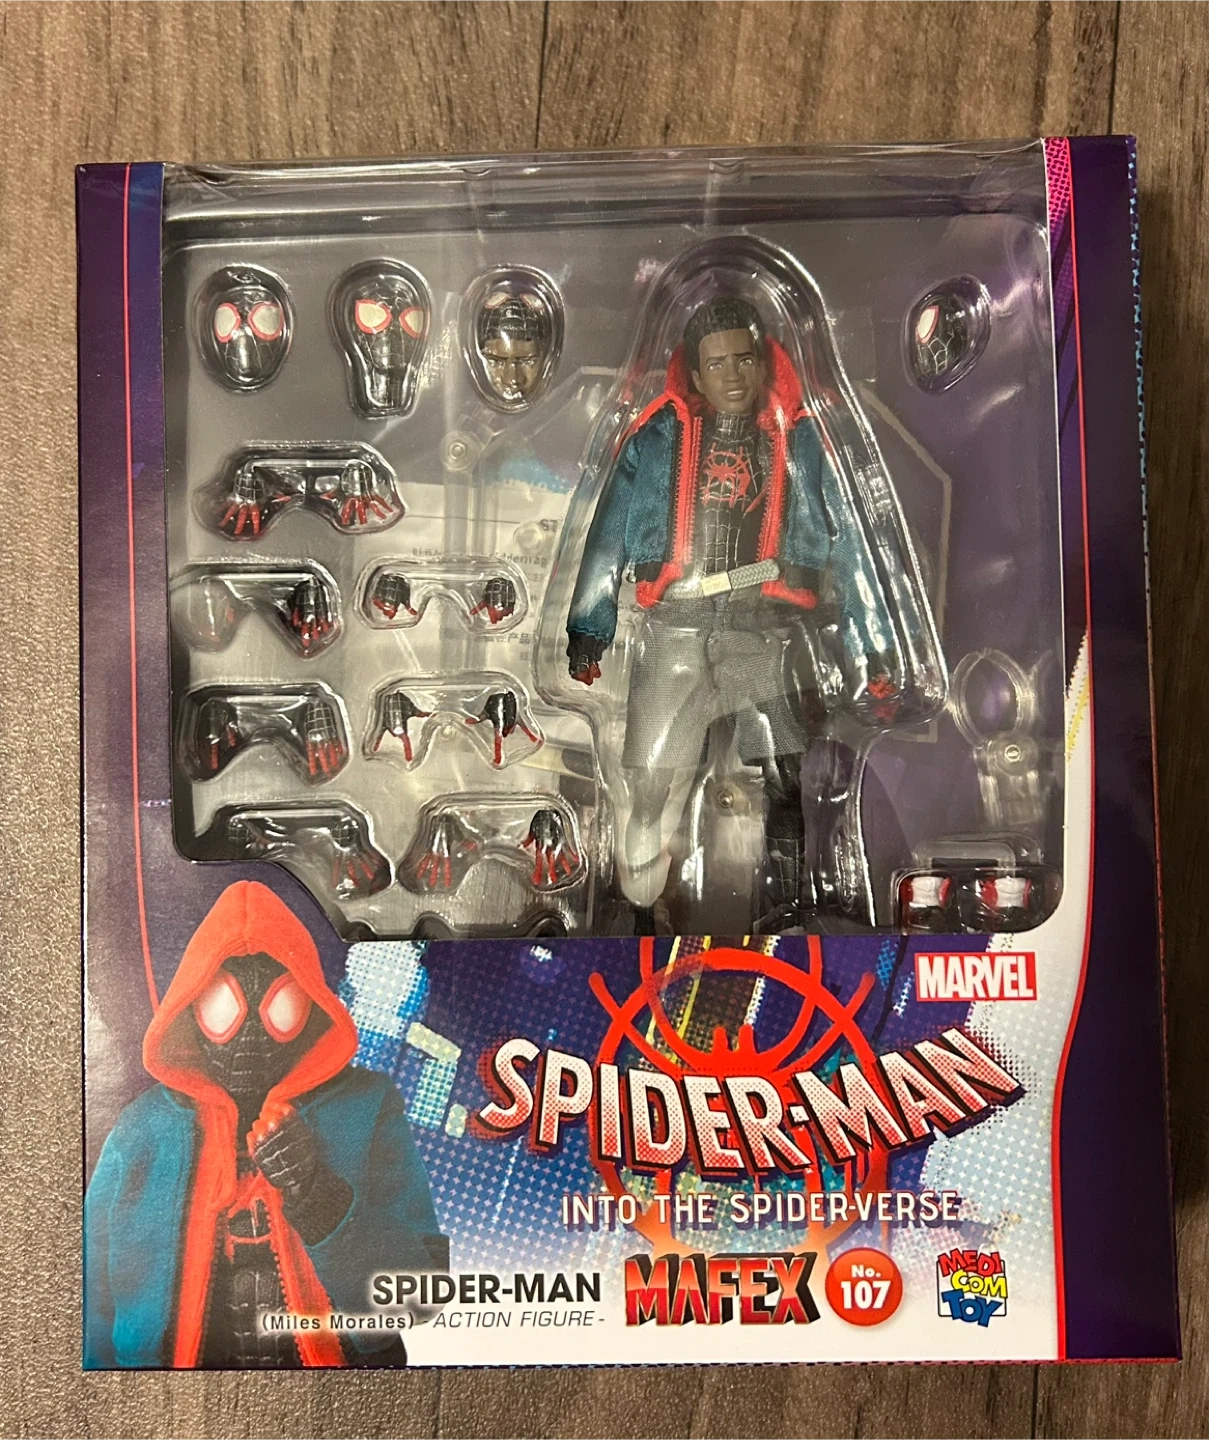 MARVEL
SPIDER-MAN
INTO THE SPIDER-VERSE
SPIDER-MAN
(Miles Morales) -ACTION FIGURE-
MAFEX
No.
107
MEDI
COM
TOY